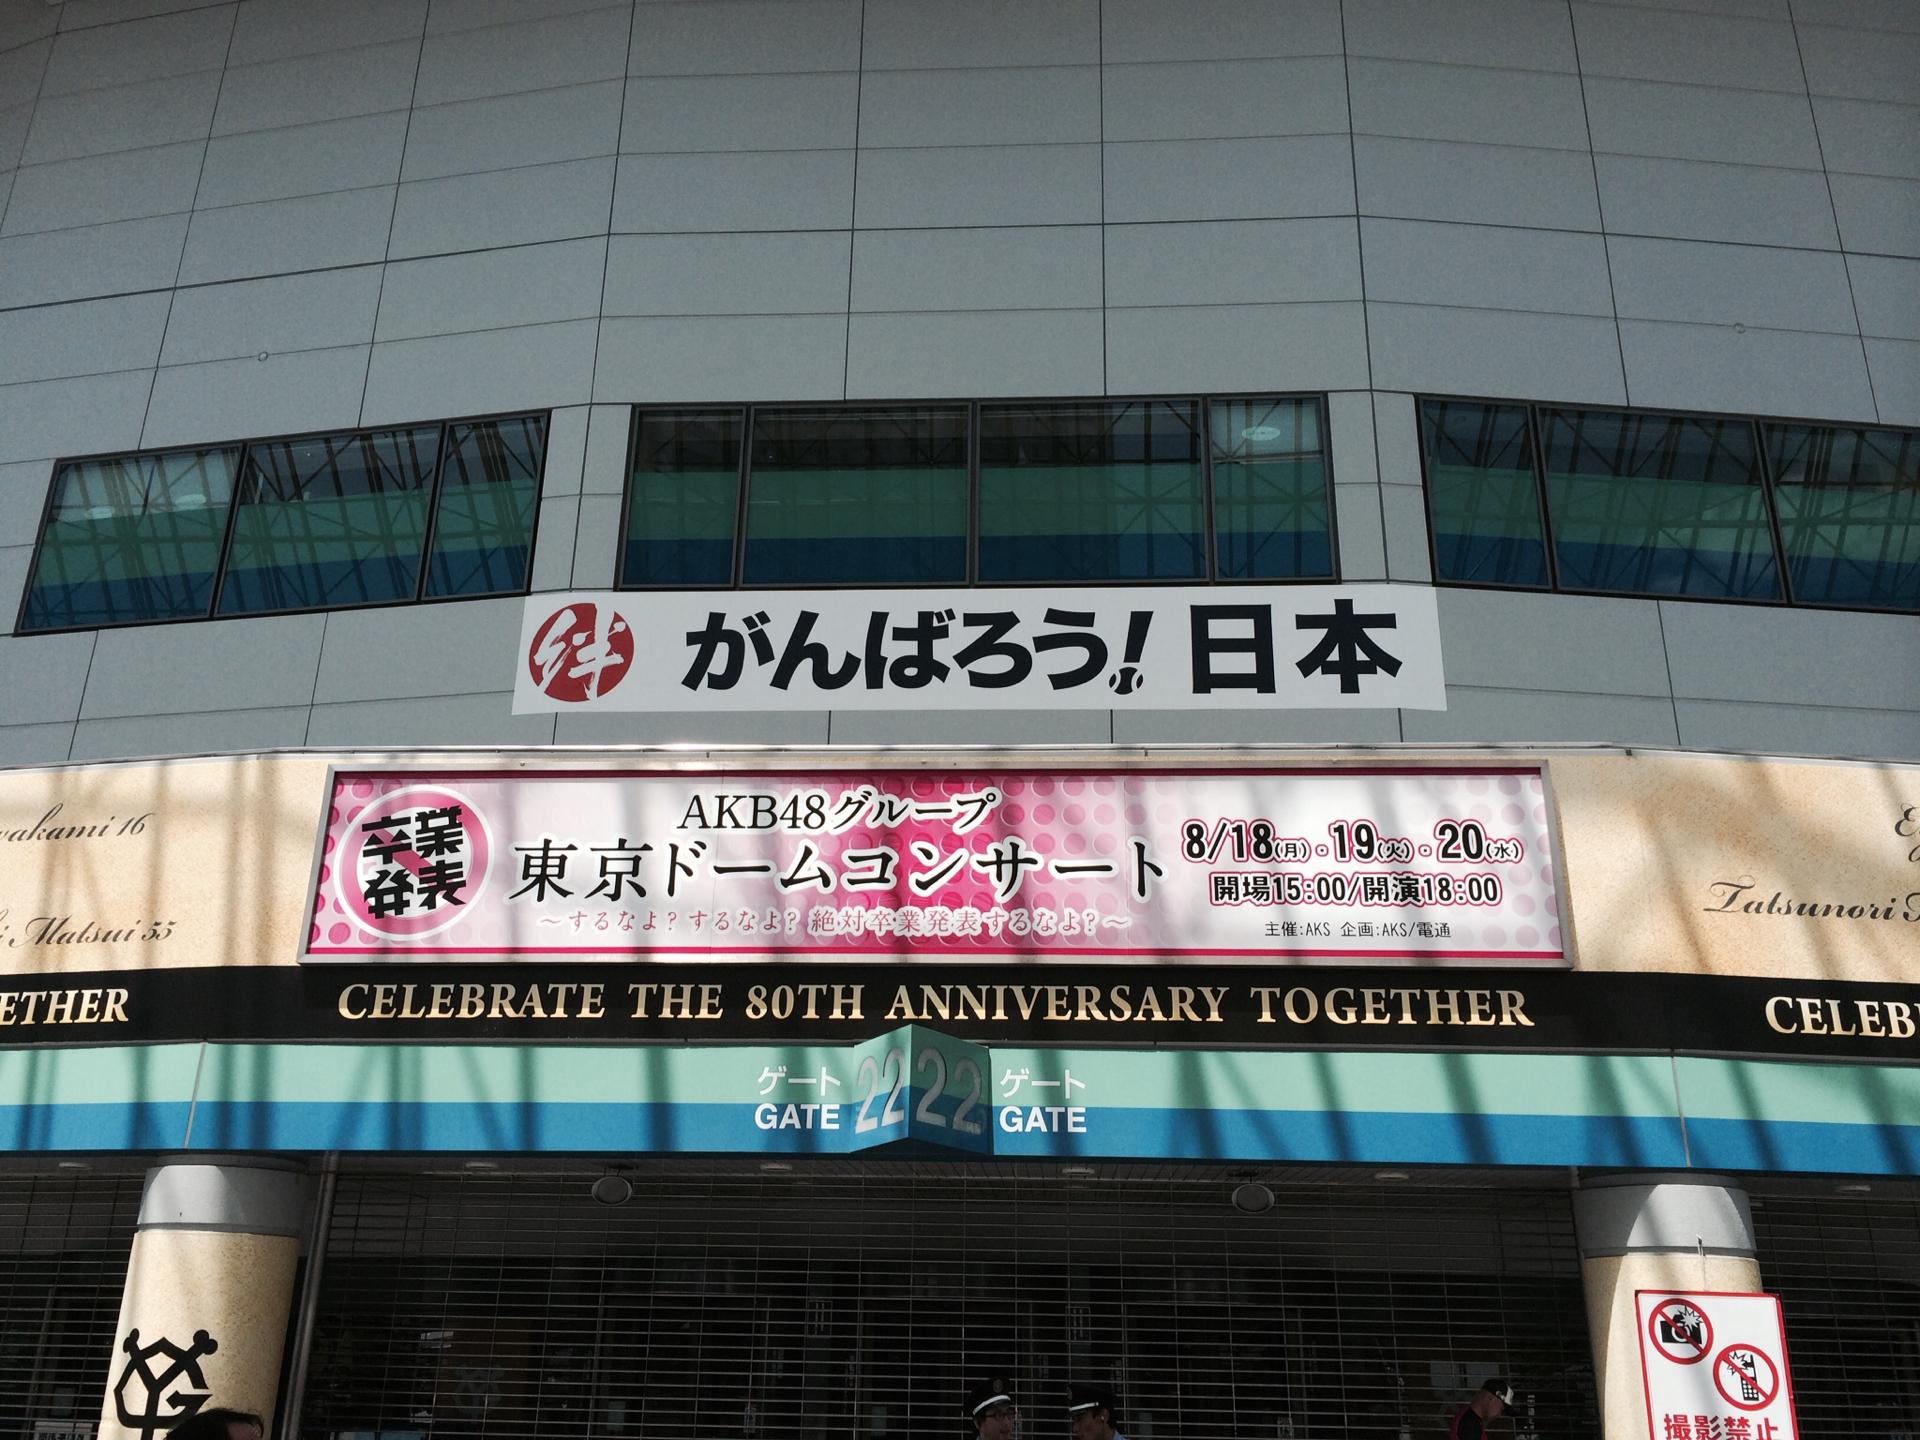 絆 がんばろう! 日本
wakami 16
i Matsui 55
卒業
発表
AKB48グループ
東京ドームコンサート
〜するなよ? するなよ? 絶対卒業発表するなよ?〜
8/18(月)・19(火)・20(水)
開場15:00/開演18:00
主催:AKS 企画:AKS/電通
Tatsunori
ETHER
CELEBRATE THE 80TH ANNIVERSARY TOGETHER
CELEB
ゲート 22 22 ゲート
GATE GATE
YG
撮影禁止